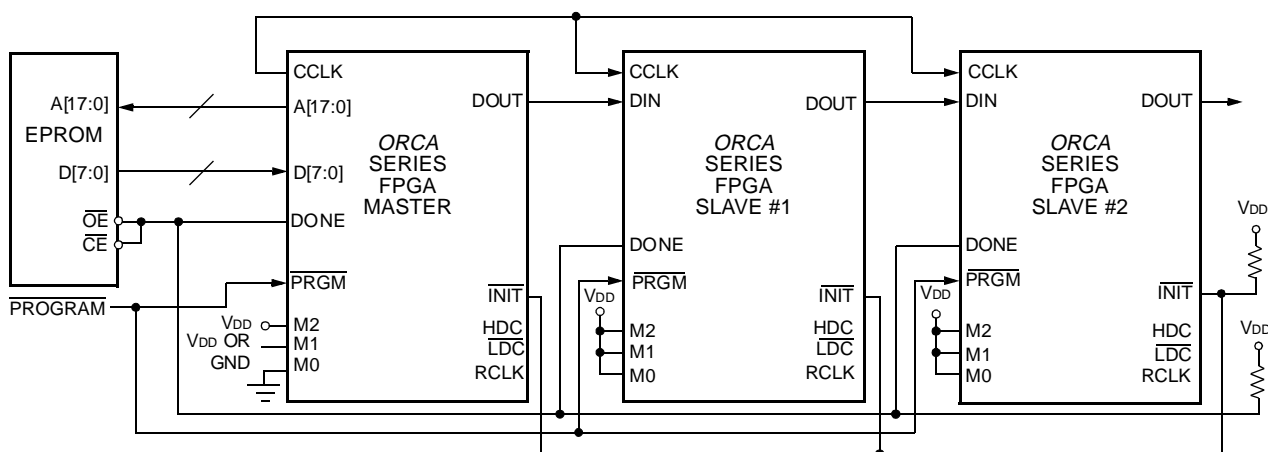 EPROM
A[17:0]
D[7:0]
OE
CE
PROGRAM
CCLK
A[17:0]
D[7:0]
DONE
PRGM
VDD
M2
VDD OR
GND
M1
M0
DOUT
ORCA
SERIES
FPGA
MASTER
INIT
HDC
LDC
RCLK
CCLK
DIN
DOUT
ORCA
SERIES
FPGA
SLAVE #1
DONE
PRGM
VDD
M2
M1
M0
INIT
HDC
LDC
RCLK
CCLK
DIN
DOUT
ORCA
SERIES
FPGA
SLAVE #2
DONE
PRGM
VDD
M2
M1
M0
INIT
HDC
LDC
RCLK
VDD
VDD